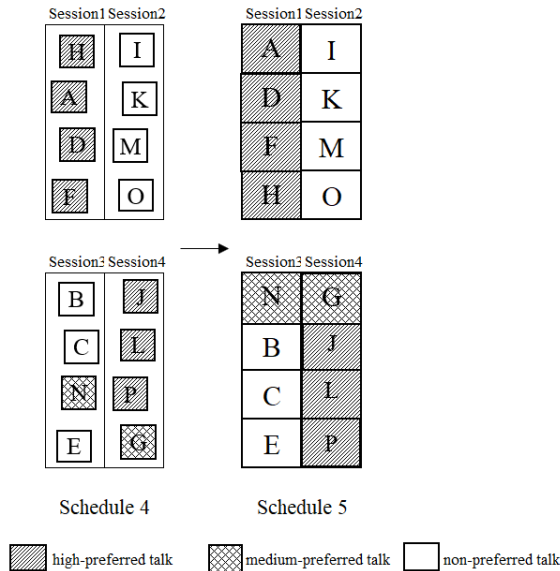 Session1 Session2 Session1 Session2
H I A I
A K D K
D M F M
F O H O
Session3 Session4 Session3 Session4
B J N G
C L B J
N P C L
E G E P
Schedule 4 Schedule 5
high-preferred talk medium-preferred talk non-preferred talk